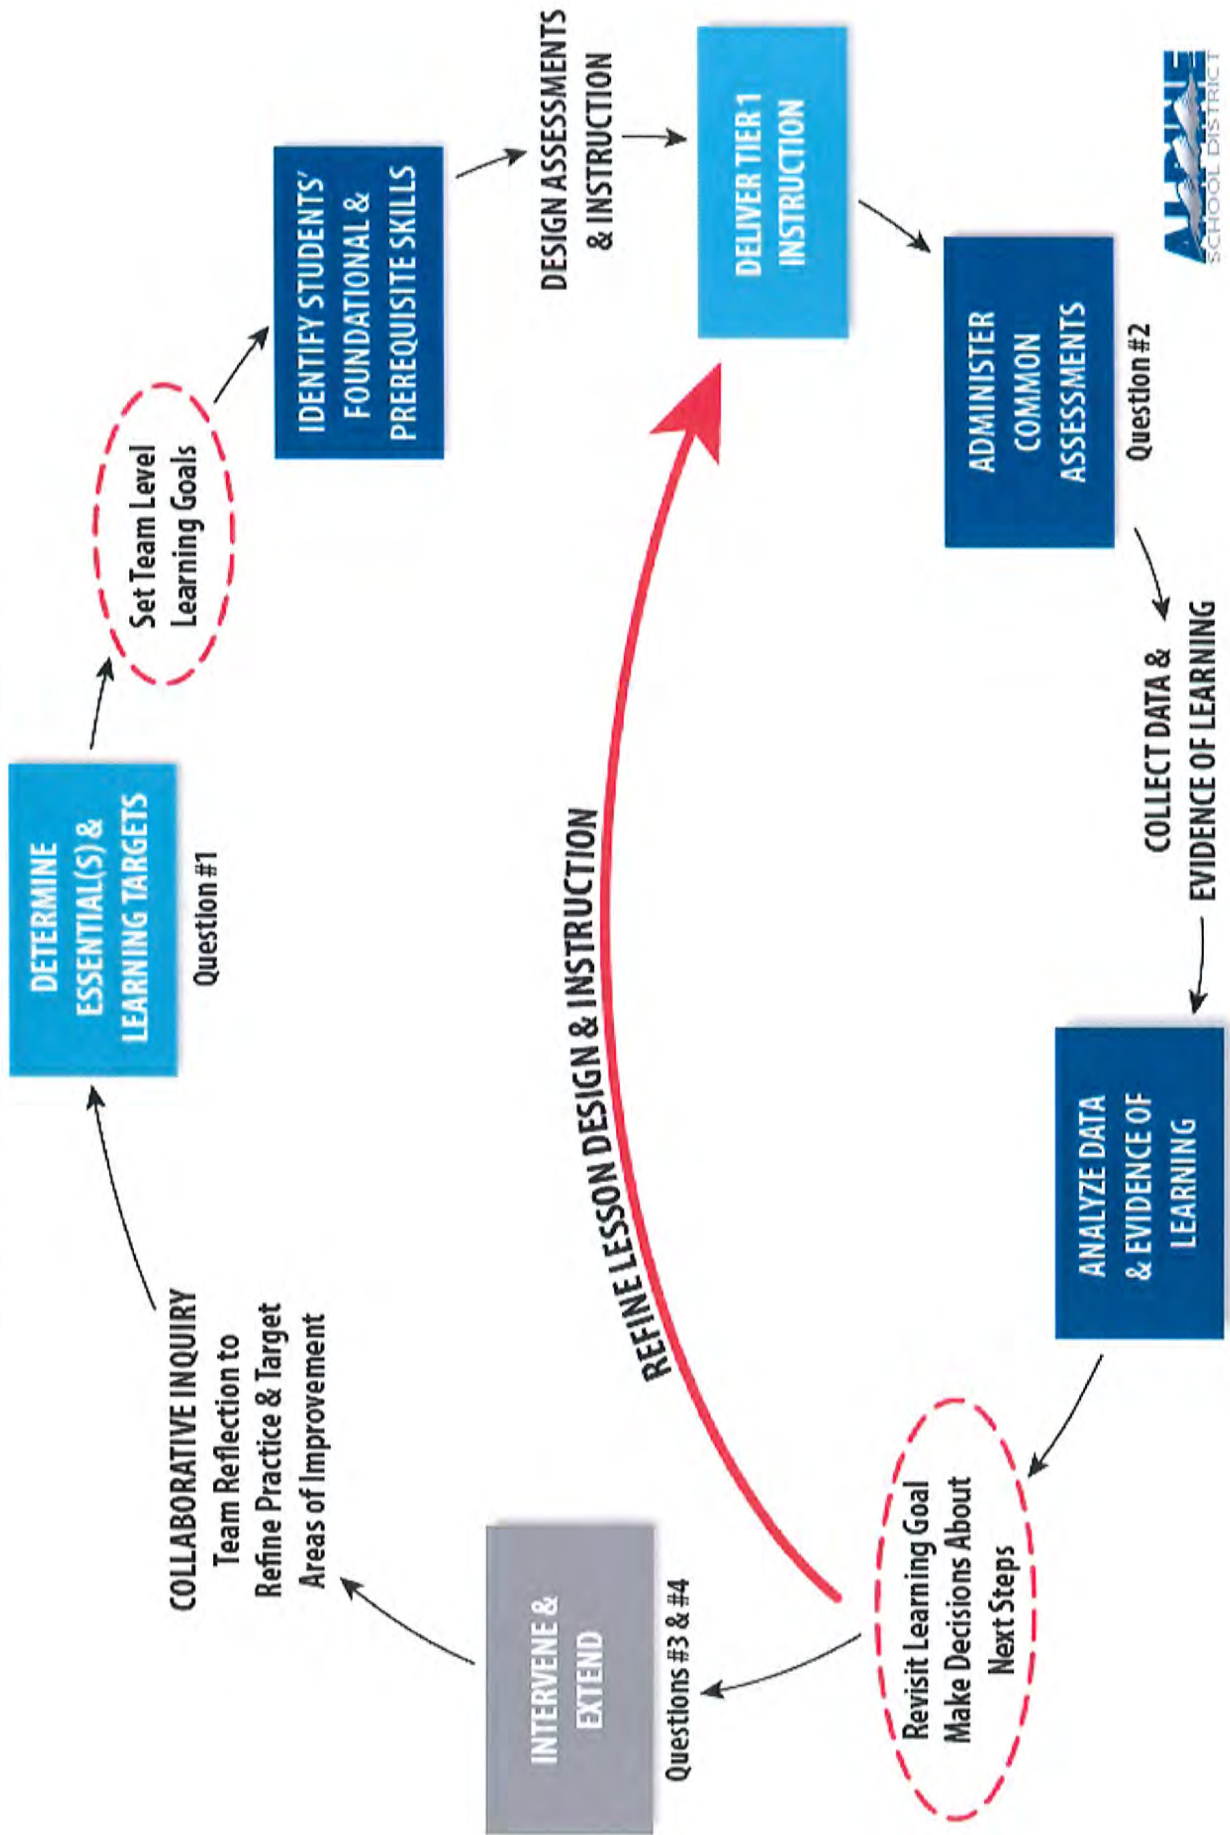 DETERMINE
ESSENTIAL(S) &
LEARNING TARGETS
Question #1
Set Team Level
Learning Goals
IDENTIFY STUDENTS'
FOUNDATIONAL &
PREREQUISITE SKILLS
DESIGN ASSESSMENTS
& INSTRUCTION
DELIVER TIER 1
INSTRUCTION
ADMINISTER
COMMON
ASSESSMENTS
Question #2
COLLECT DATA &
EVIDENCE OF LEARNING
ANALYZE DATA
& EVIDENCE OF
LEARNING
Revisit Learning Goal
Make Decisions About
Next Steps
REFINE LESSON DESIGN & INSTRUCTION
INTERVENE &
EXTEND
Questions #3 & #4
COLLABORATIVE INQUIRY
Team Reflection to
Refine Practice & Target
Areas of Improvement
ALPINE
SCHOOL DISTRICT